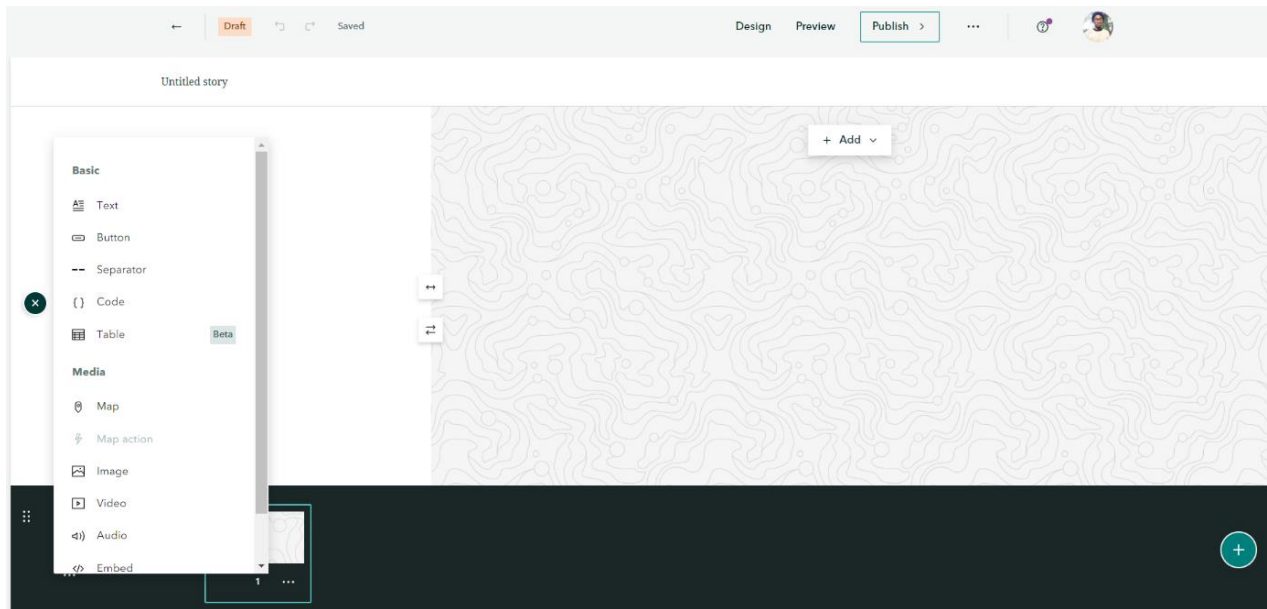 Draft
Saved
Design
Preview
Publish
Untitled story
+ Add
Basic
Text
Button
Separator
{} Code
Table
Beta
Media
Map
Map action
Image
Video
Audio
</> Embed
1